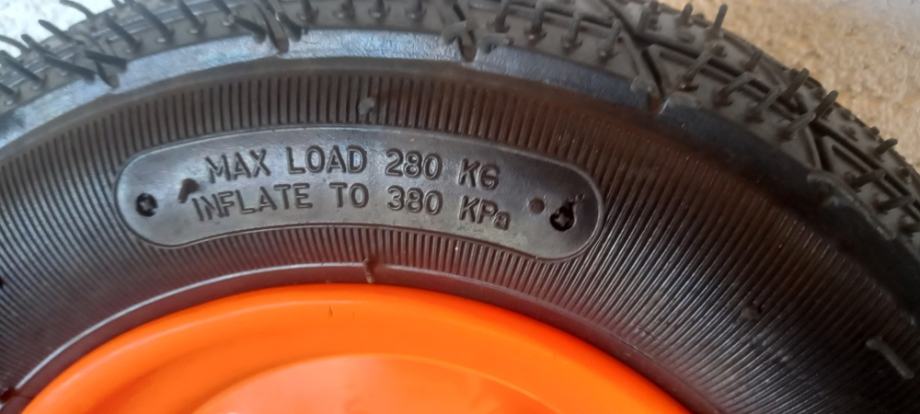 MAX LOAD 280 KG
INFLATE TO 380 KPa